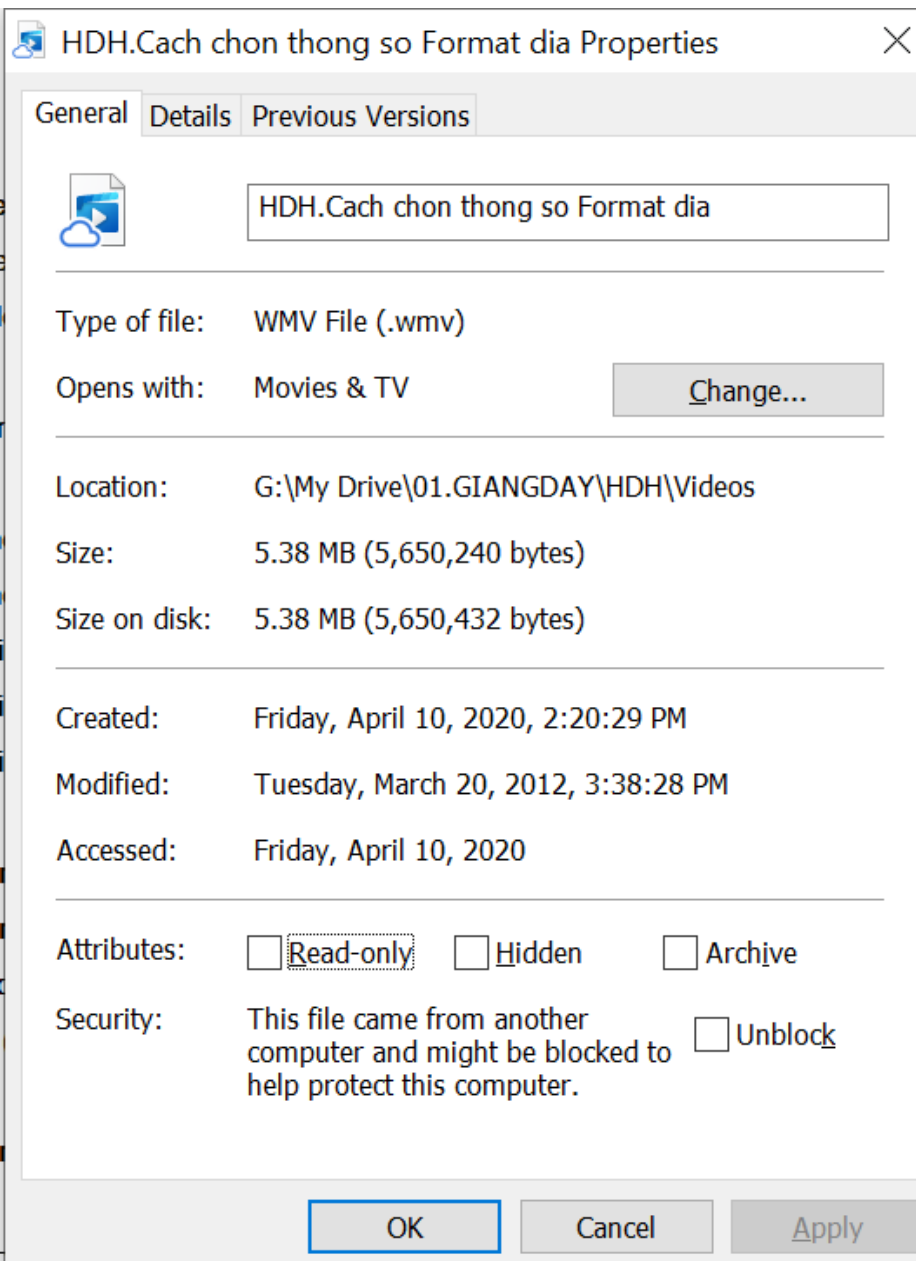 HDH.Cach chon thong so Format dia Properties
General Details Previous Versions
HDH.Cach chon thong so Format dia
Type of file: WMV File (.wmv)
Opens with: Movies & TV Change...
Location: G:\My Drive\01.GIANGDAY\HDH\Videos
Size: 5.38 MB (5,650,240 bytes)
Size on disk: 5.38 MB (5,650,432 bytes)
Created: Friday, April 10, 2020, 2:20:29 PM
Modified: Tuesday, March 20, 2012, 3:38:28 PM
Accessed: Friday, April 10, 2020
Attributes: Read-only Hidden Archive
Security: This file came from another
computer and might be blocked to Unblock
help protect this computer.
OK Cancel Apply